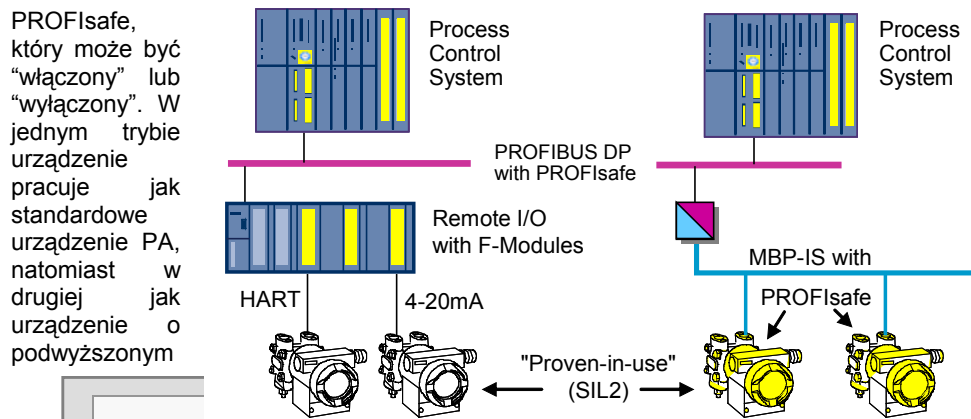 PROFIsafe,
który może być
“włączony” lub
“wyłączony”. W
jednym trybie
urządzenie
pracuje jak
standardowe
urządzenie PA,
natomiast w
drugiej jak
urządzenie o
podwyższonym
Process
Control
System
Process
Control
System
PROFIBUS DP
with PROFIsafe
Remote I/O
with F-Modules
MBP-IS with
HART
4-20mA
PROFIsafe
"Proven-in-use"
(SIL2)